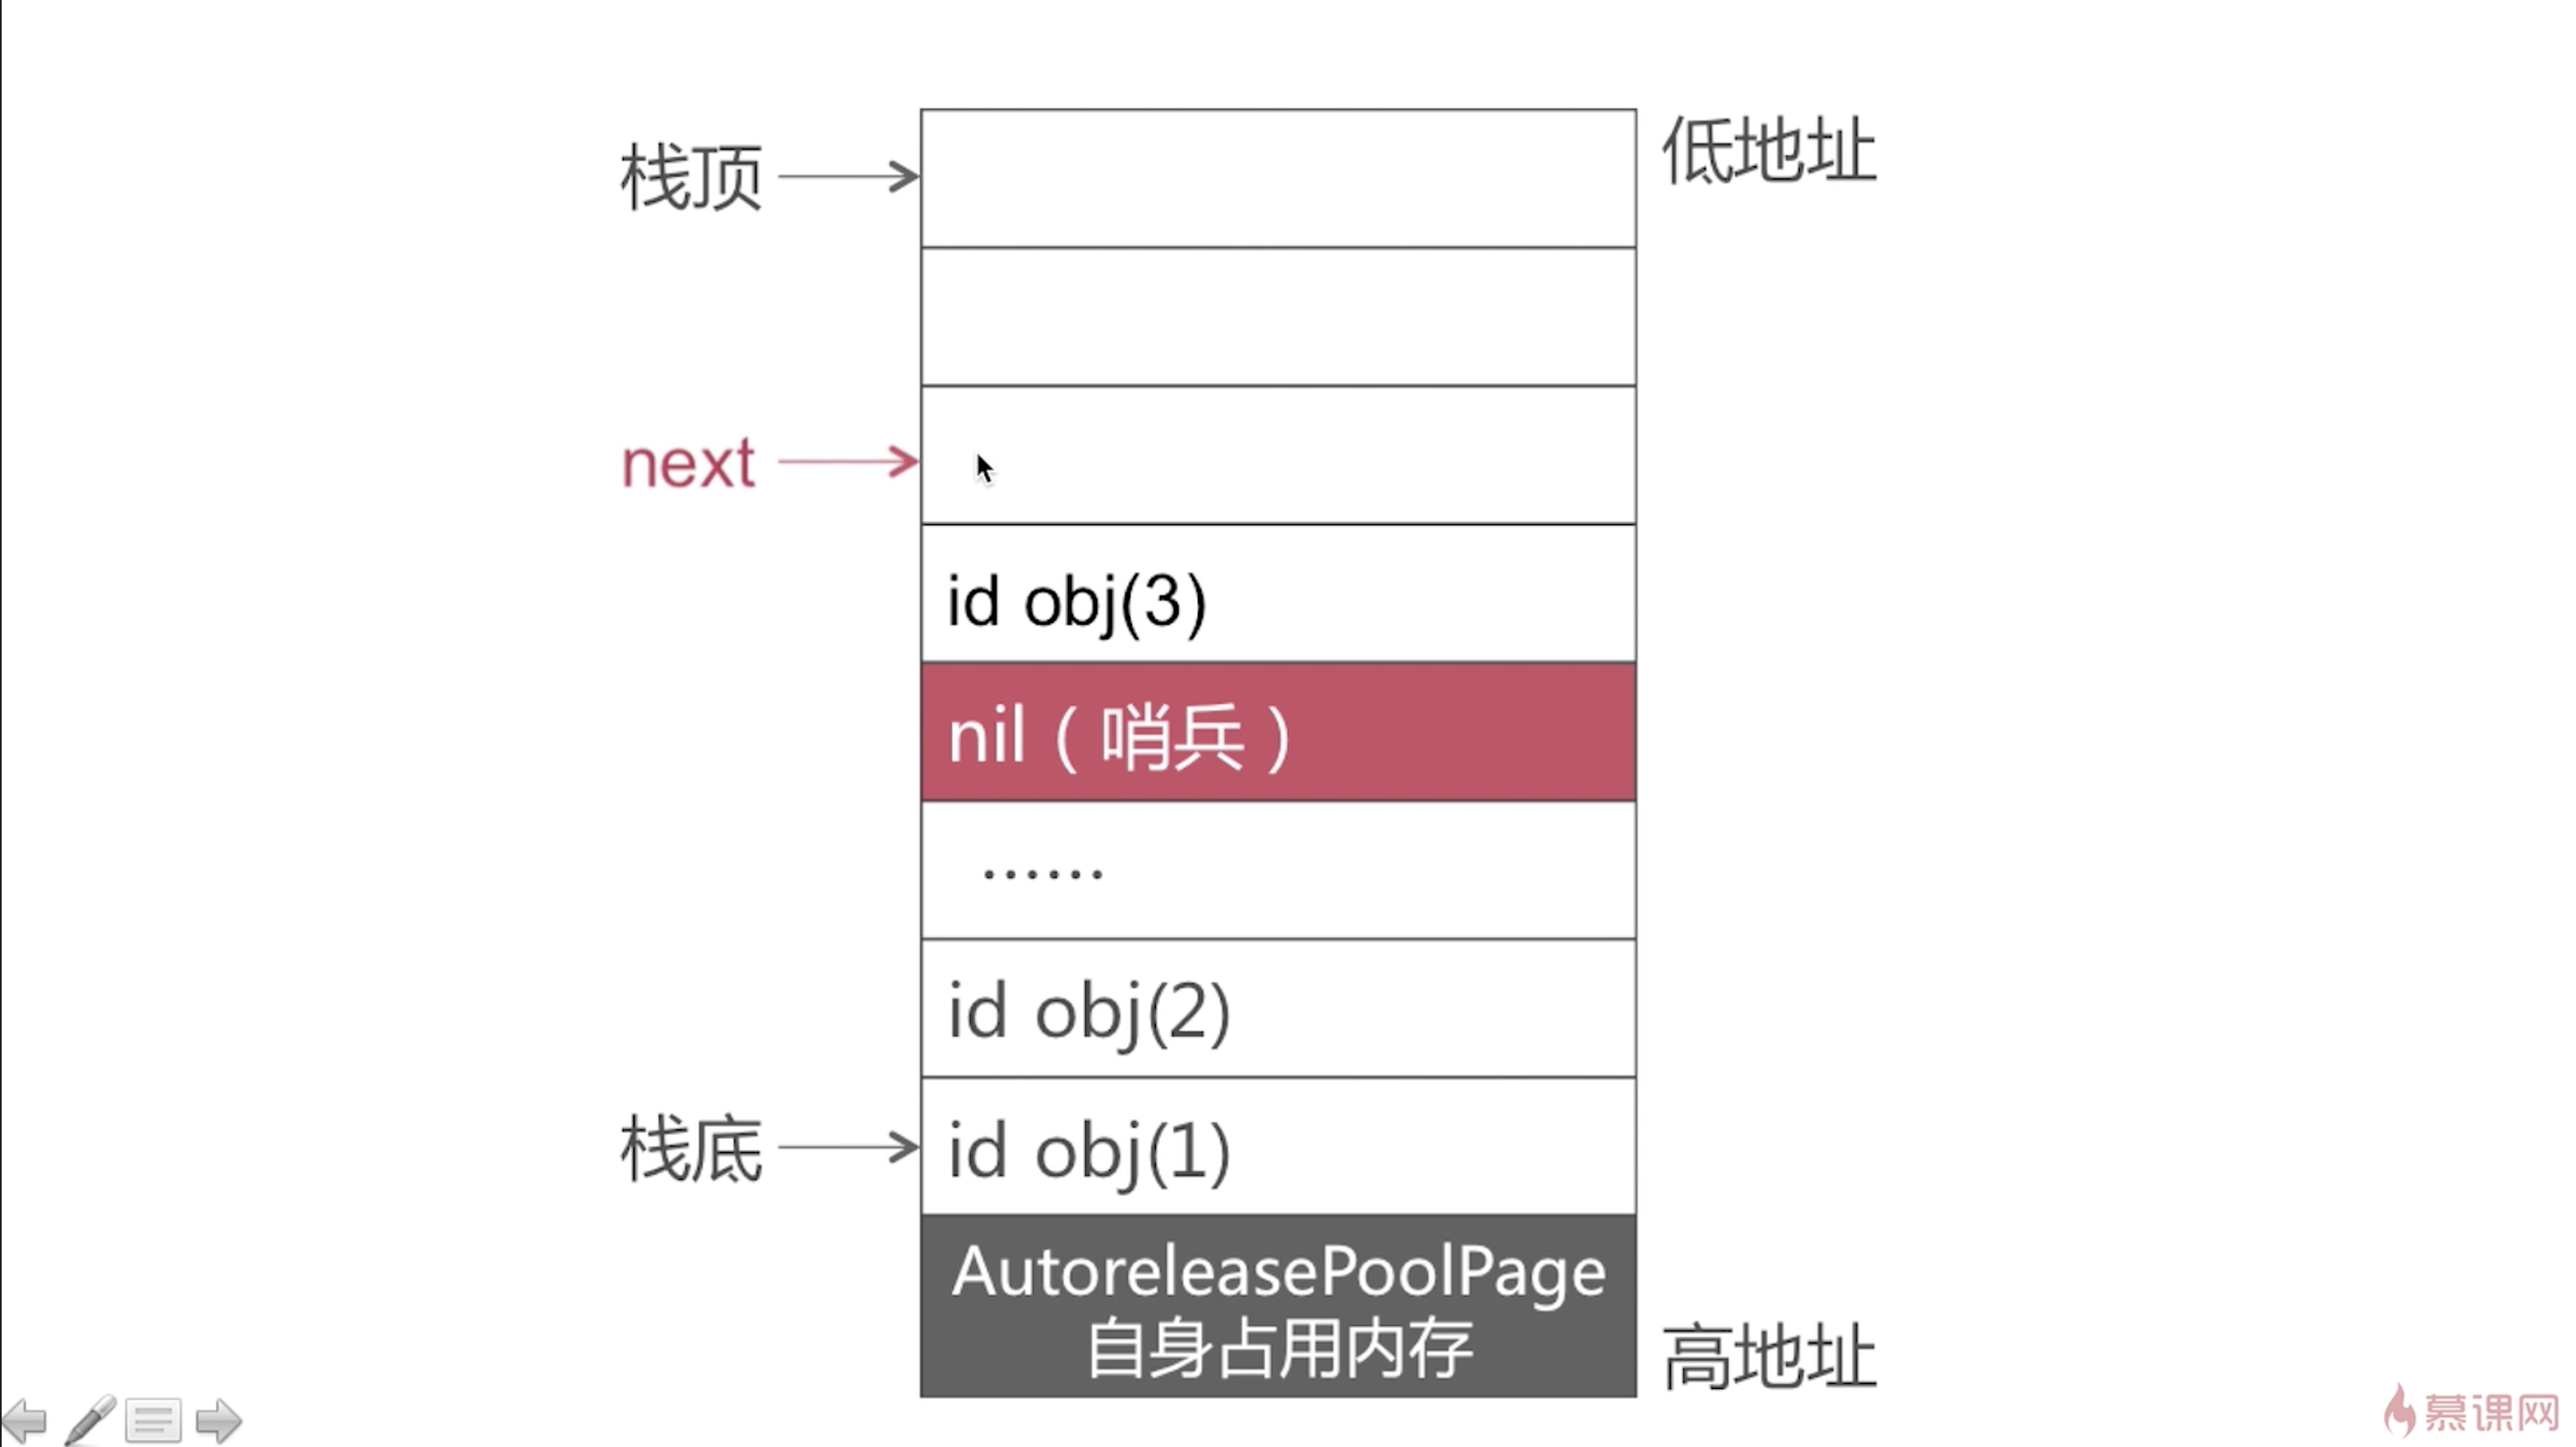 栈顶
低地址
next
id obj(3)
nil（哨兵）
······
id obj(2)
栈底
id obj(1)
AutoreleasePoolPage
自身占用内存
高地址
慕课网